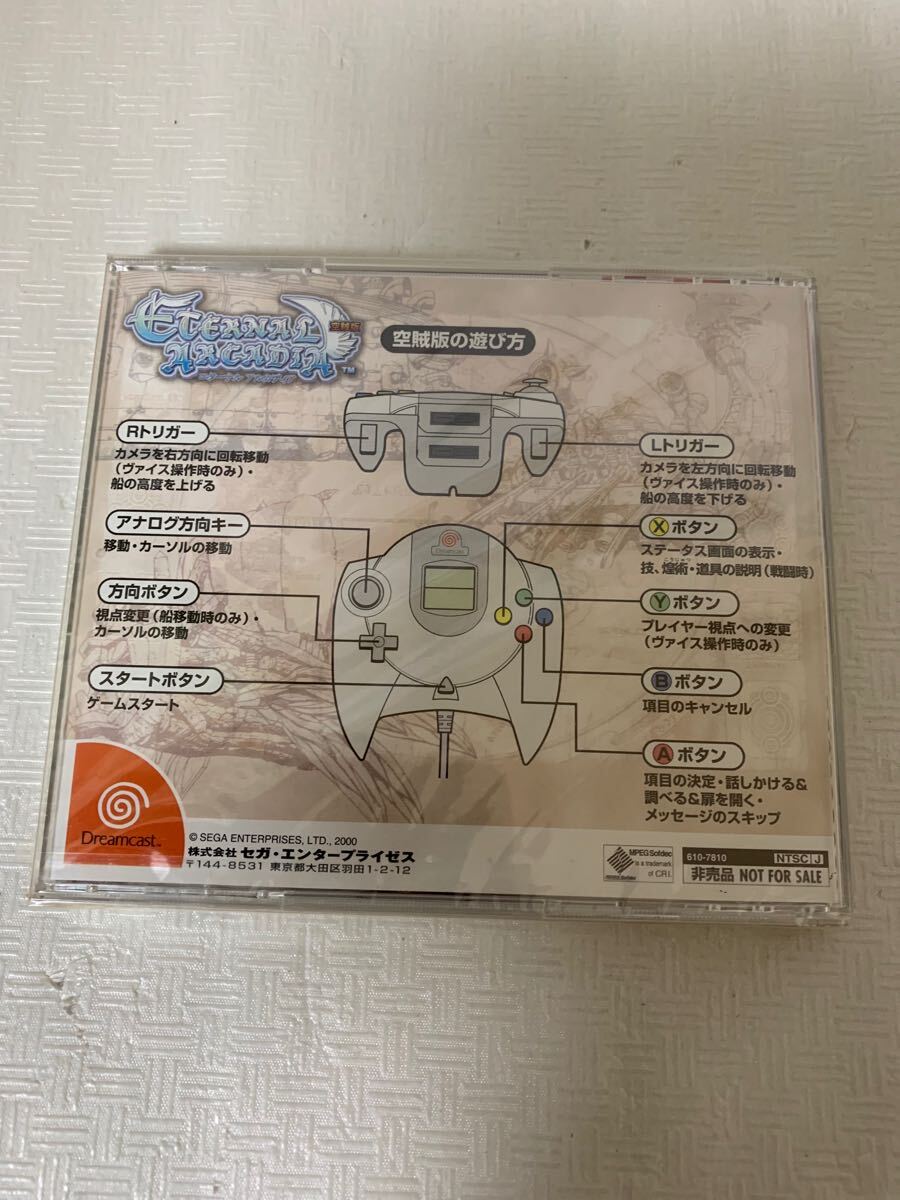 ETERNAL
ARCADIA
空賊版
エターナル アルカディア
TM
空賊版の遊び方
Rトリガー
カメラを右方向に回転移動
(ヴァイス操作時のみ)・
船の高度を上げる
アナログ方向キー
移動・カーソルの移動
方向ボタン
視点変更(船移動時のみ)・
カーソルの移動
スタートボタン
ゲームスタート
Lトリガー
カメラを左方向に回転移動
(ヴァイス操作時のみ)・
船の高度を下げる
Xボタン
ステータス画面の表示・
技、煌術・道具の説明(戦闘時)
Yボタン
プレイヤー視点への変更
(ヴァイス操作時のみ)
Bボタン
項目のキャンセル
Aボタン
項目の決定・話しかける&
調べる&扉を開く・
メッセージのスキップ
Dreamcast
Dreamcast™
© SEGA ENTERPRISES, LTD., 2000
株式会社 セガ・エンタープライゼス
〒144-8531 東京都大田区羽田1-2-12
MPEG Sofdec
is a trademark
of CRI.
610-7810
NTSC J
非売品 NOT FOR SALE